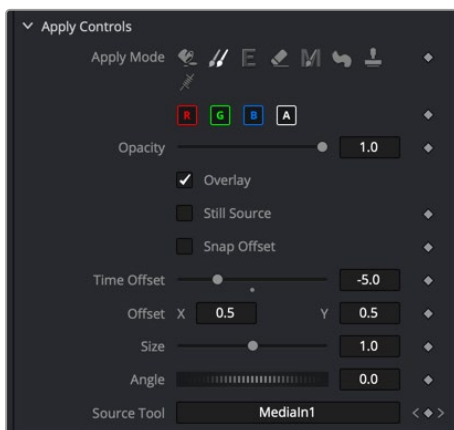 Apply Controls
Apply Mode
R G B A
Opacity 1.0
Overlay
Still Source
Snap Offset
Time Offset -5.0
Offset X 0.5 Y 0.5
Size 1.0
Angle 0.0
Source Tool MediaIn1